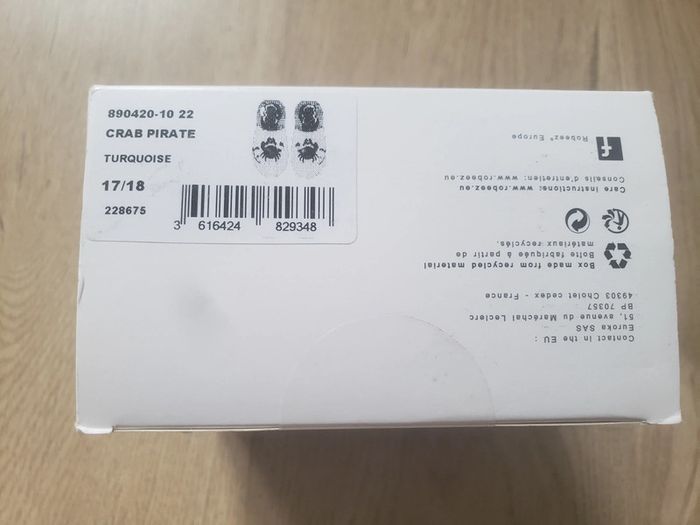 890420-10 22
CRAB PIRATE
TURQUOISE
17/18
228675
3 616424 829348
Contact in the EU :
Euroka SAS
51, avenue du Maréchal Leclerc
BP 70357
49303 Cholet cedex - France
Box made from recycled material
Boîte fabriquée à partir de
matériaux recyclés.
Care instructions: www.robeez.eu
Conseils d'entretien: www.robeez.eu
f Robeez® Europe